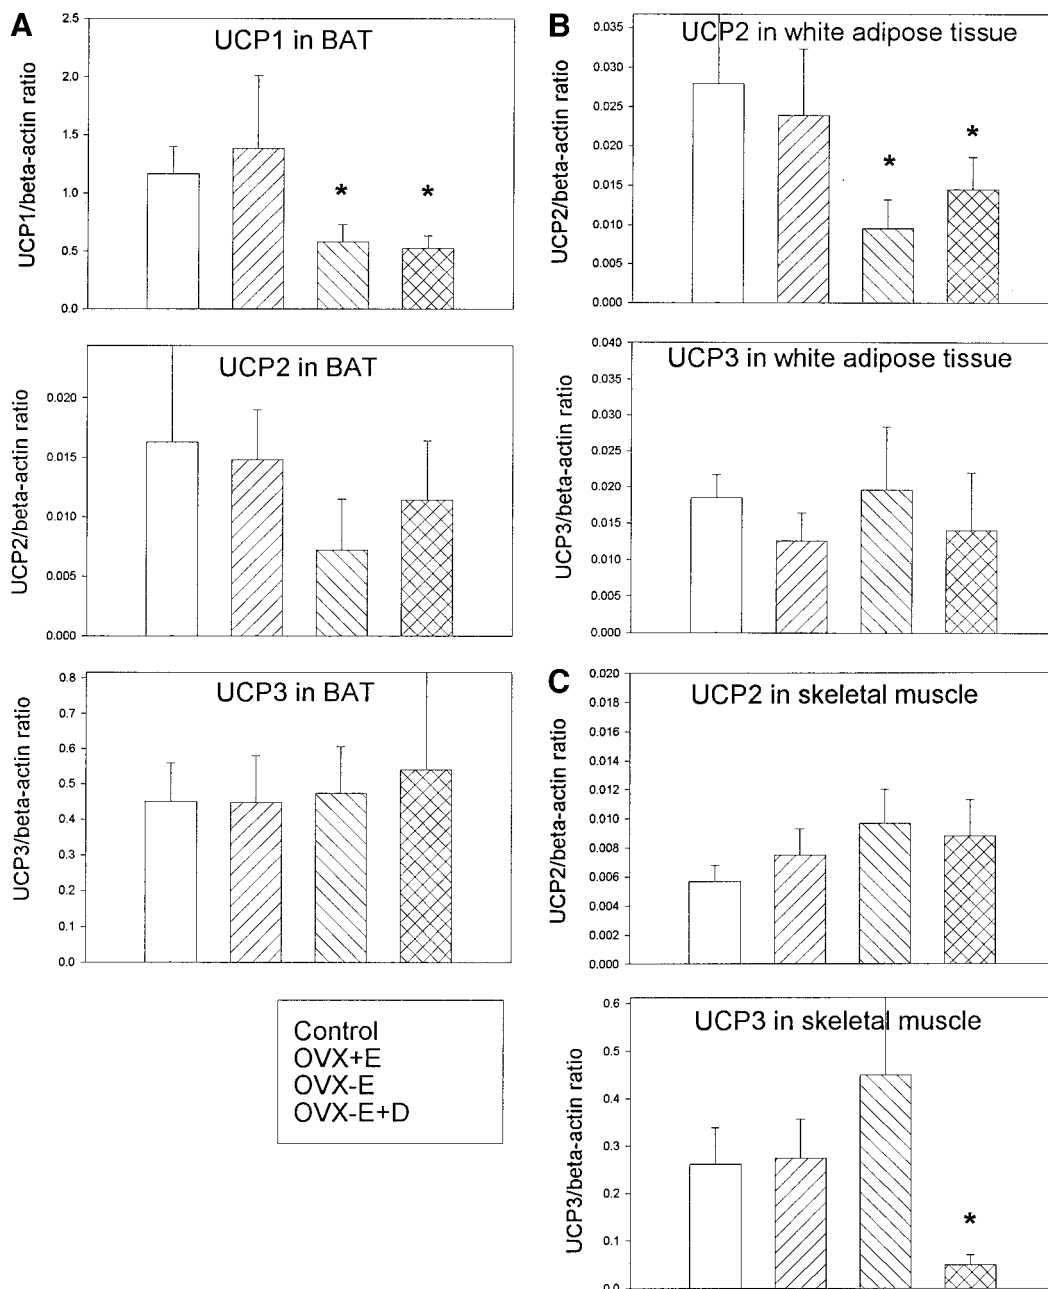 A
UCP1 in BAT
UCP1/beta-actin ratio
2.5
2.0
1.5
1.0
0.5
0.0
*
*
UCP2 in BAT
UCP2/beta-actin ratio
0.020
0.015
0.010
0.005
0.000
UCP3 in BAT
UCP3/beta-actin ratio
0.8
0.7
0.6
0.5
0.4
0.3
0.2
0.1
0.0
Control
OVX+E
OVX-E
OVX-E+D
B
UCP2 in white adipose tissue
UCP2/beta-actin ratio
0.035
0.030
0.025
0.020
0.015
0.010
0.005
0.000
*
*
UCP3 in white adipose tissue
UCP3/beta-actin ratio
0.040
0.035
0.030
0.025
0.020
0.015
0.010
0.005
0.000
C
UCP2 in skeletal muscle
UCP2/beta-actin ratio
0.020
0.018
0.016
0.014
0.012
0.010
0.008
0.006
0.004
0.002
0.000
UCP3 in skeletal muscle
UCP3/beta-actin ratio
0.6
0.5
0.4
0.3
0.2
0.1
0.0
*